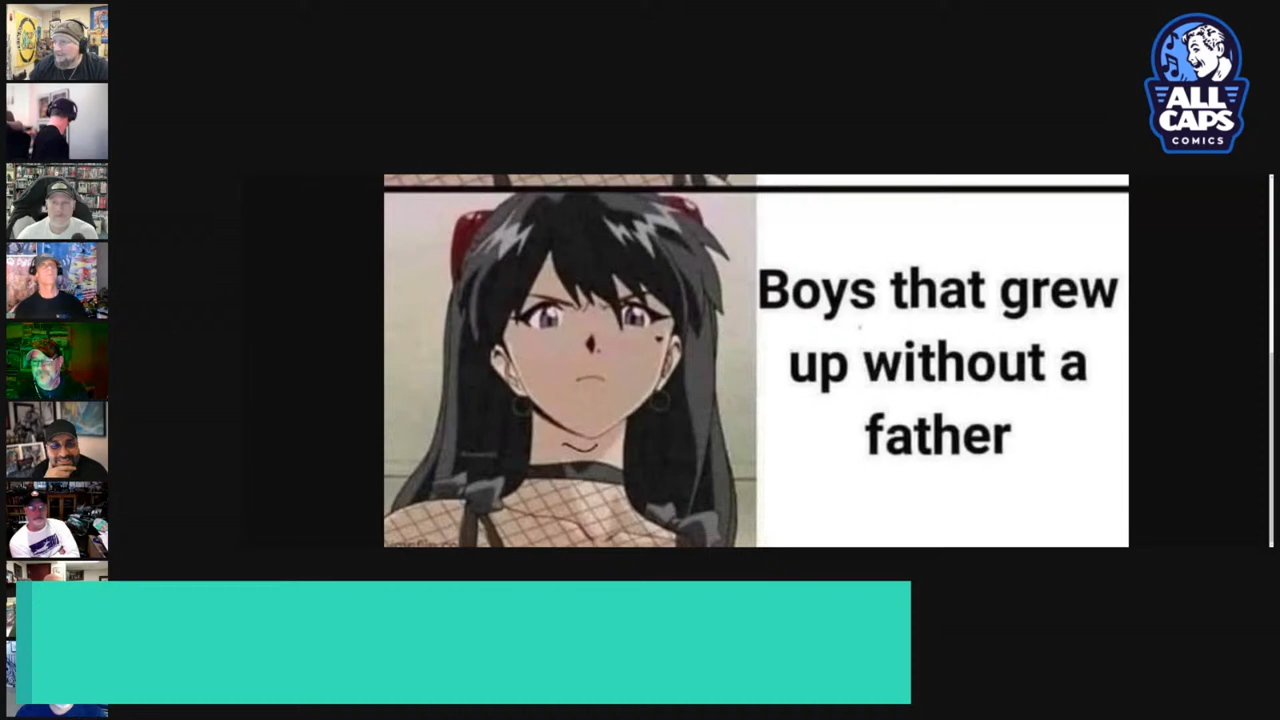 ALL
CAPS
COMICS
Boys that grew
up without a
father